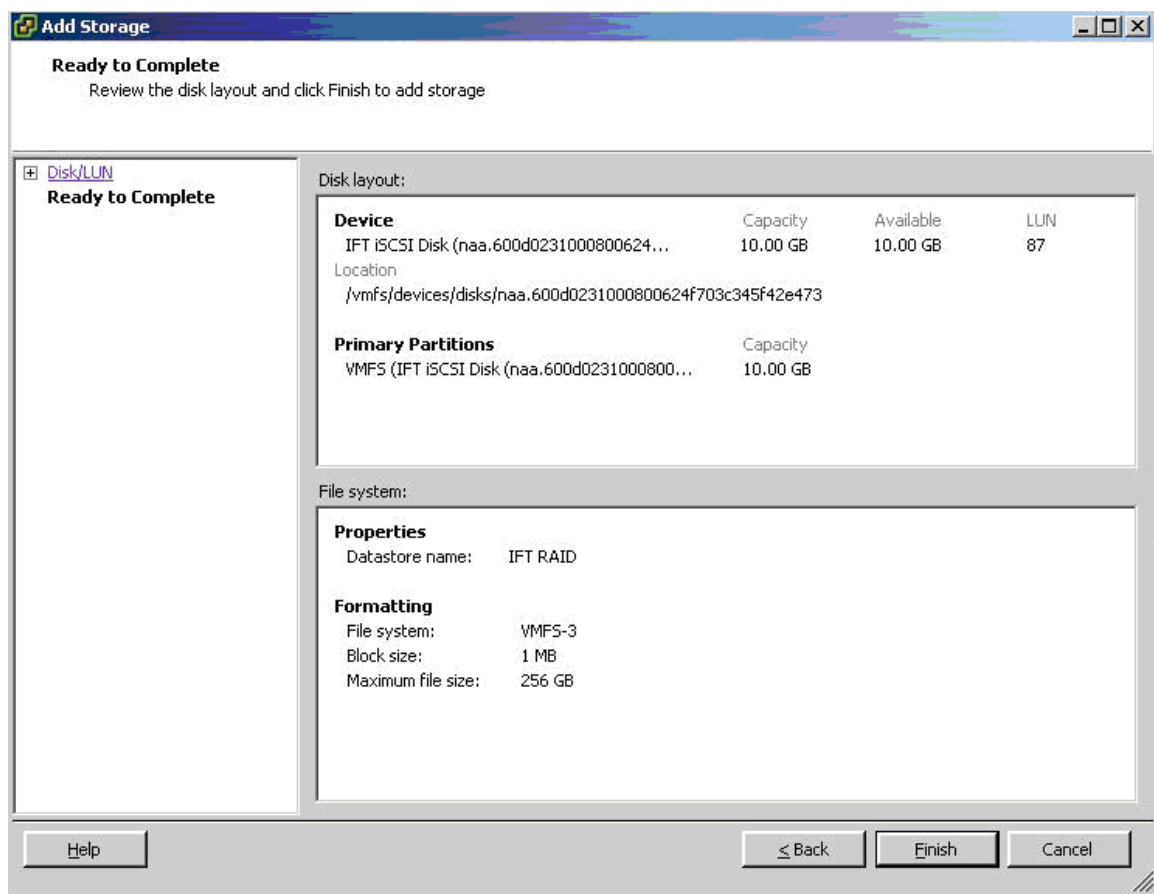 Add Storage
Ready to Complete
Review the disk layout and click Finish to add storage
Disk/LUN
Ready to Complete
Disk layout:
Device Capacity Available LUN
IFT iSCSI Disk (naa.600d0231000800624... 10.00 GB 10.00 GB 87
Location
/vmfs/devices/disks/naa.600d0231000800624f703c345f42e473
Primary Partitions Capacity
VMFS (IFT iSCSI Disk (naa.600d0231000800... 10.00 GB
File system:
Properties
Datastore name: IFT RAID
Formatting
File system: VMFS-3
Block size: 1 MB
Maximum file size: 256 GB
Help < Back Finish Cancel